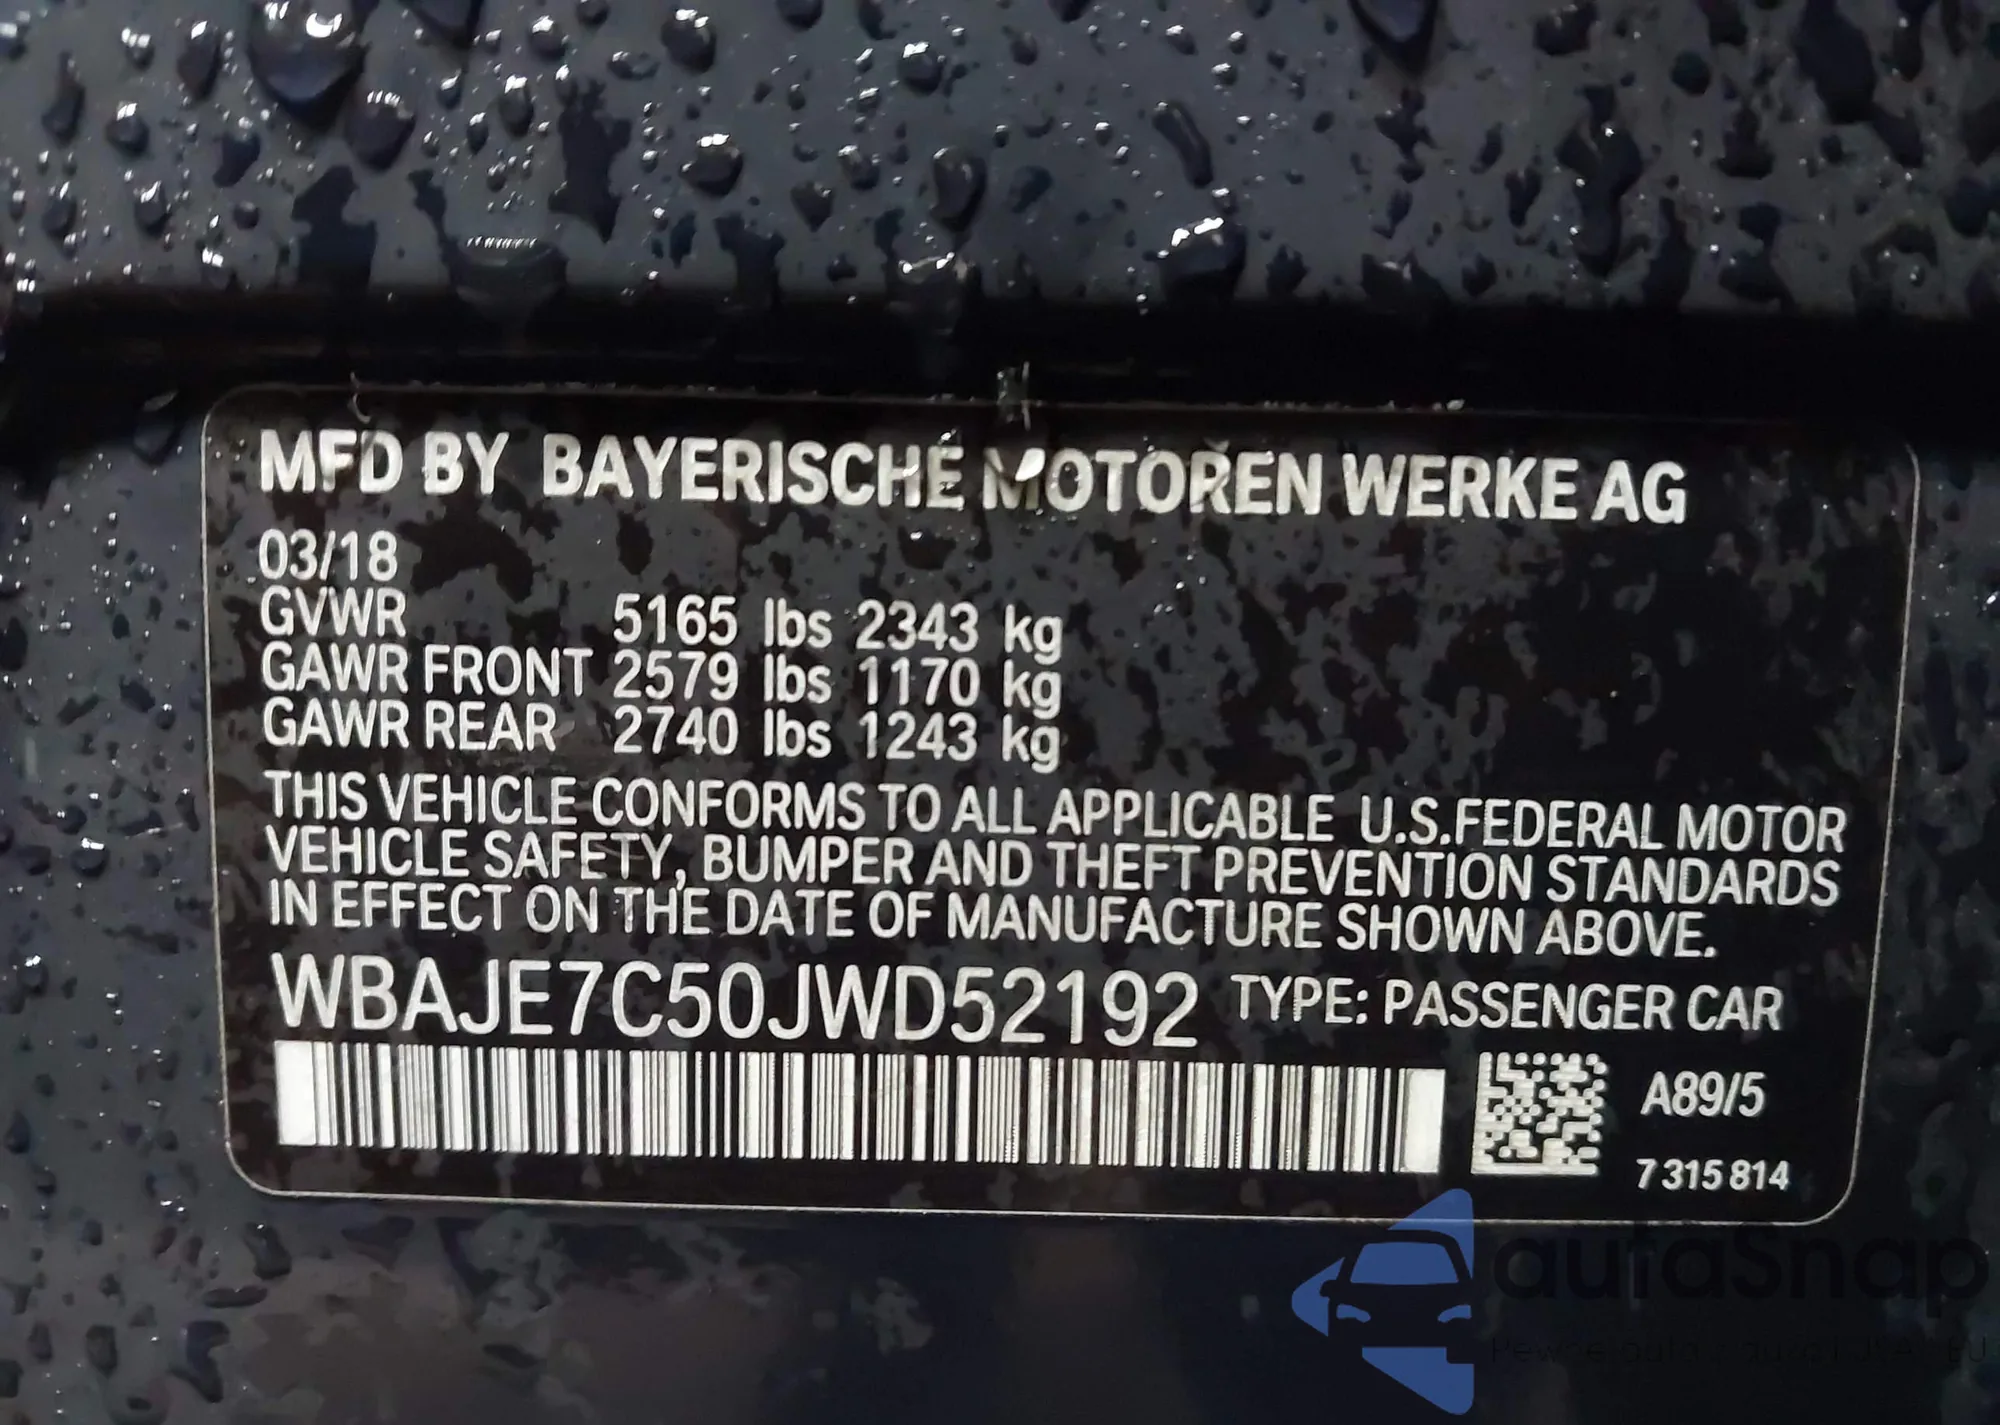 MFD BY BAYERISCHE MOTOREN WERKE AG
03/18
GVWR 5165 lbs 2343 kg
GAWR FRONT 2579 lbs 1170 kg
GAWR REAR 2740 lbs 1243 kg
THIS VEHICLE CONFORMS TO ALL APPLICABLE U.S.FEDERAL MOTOR
VEHICLE SAFETY, BUMPER AND THEFT PREVENTION STANDARDS
IN EFFECT ON THE DATE OF MANUFACTURE SHOWN ABOVE.
WBAJE7C50JWD52192 TYPE: PASSENGER CAR
A89/5
7 315 814
autoSnap